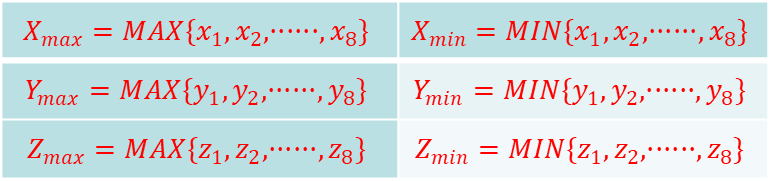 X_max = MAX{x_1, x_2,⋯⋯, x_8} X_min = MIN{x_1, x_2,⋯⋯, x_8}
Y_max = MAX{y_1, y_2,⋯⋯, y_8} Y_min = MIN{y_1, y_2,⋯⋯, y_8}
Z_max = MAX{z_1, z_2,⋯⋯, z_8} Z_min = MIN{z_1, z_2,⋯⋯, z_8}